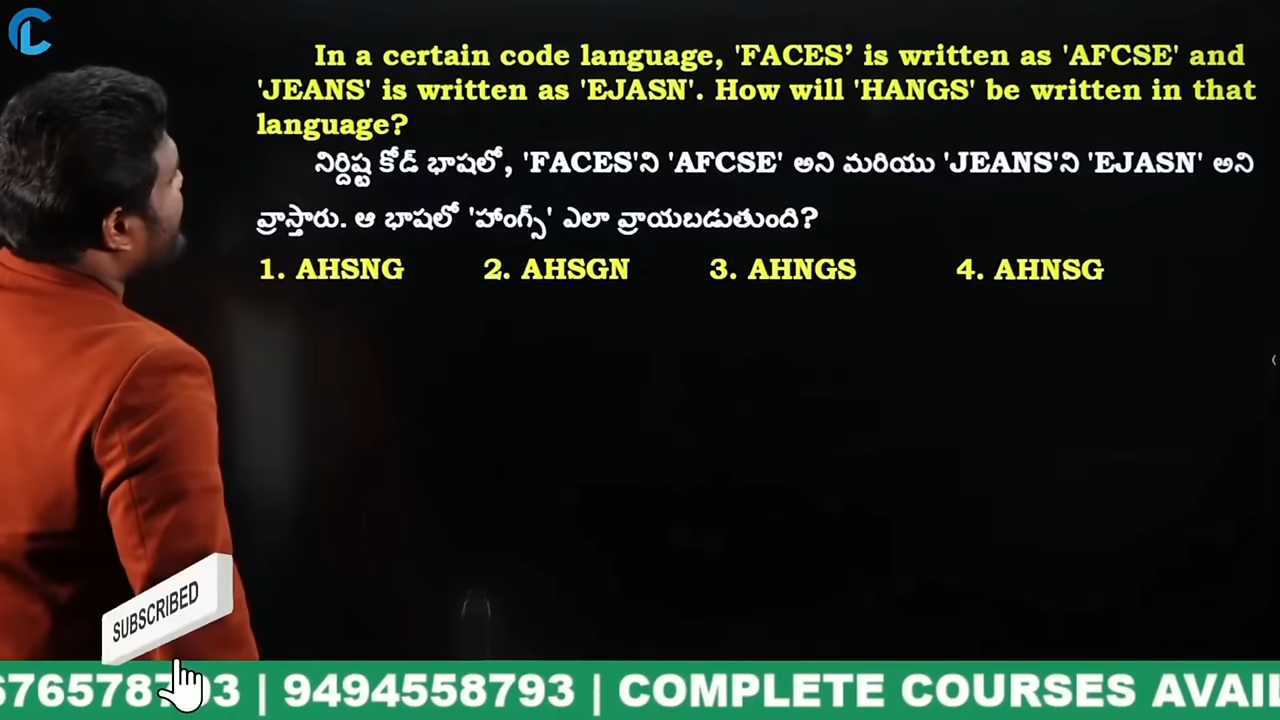 In a certain code language, 'FACES’ is written as 'AFCSE' and
'JEANS' is written as 'EJASN'. How will 'HANGS' be written in that
language?
నిర్దిష్ట కోడ్ భాషలో, 'FACES'ని 'AFCSE' అని మరియు 'JEANS'ని 'EJASN' అని
వ్రాస్తారు. ఆ భాషలో 'హాంగ్స్' ఎలా వ్రాయబడుతుంది?
1. AHSNG 2. AHSGN 3. AHNGS 4. AHNSG
SUBSCRIBED
| 9494558793 | COMPLETE COURSES